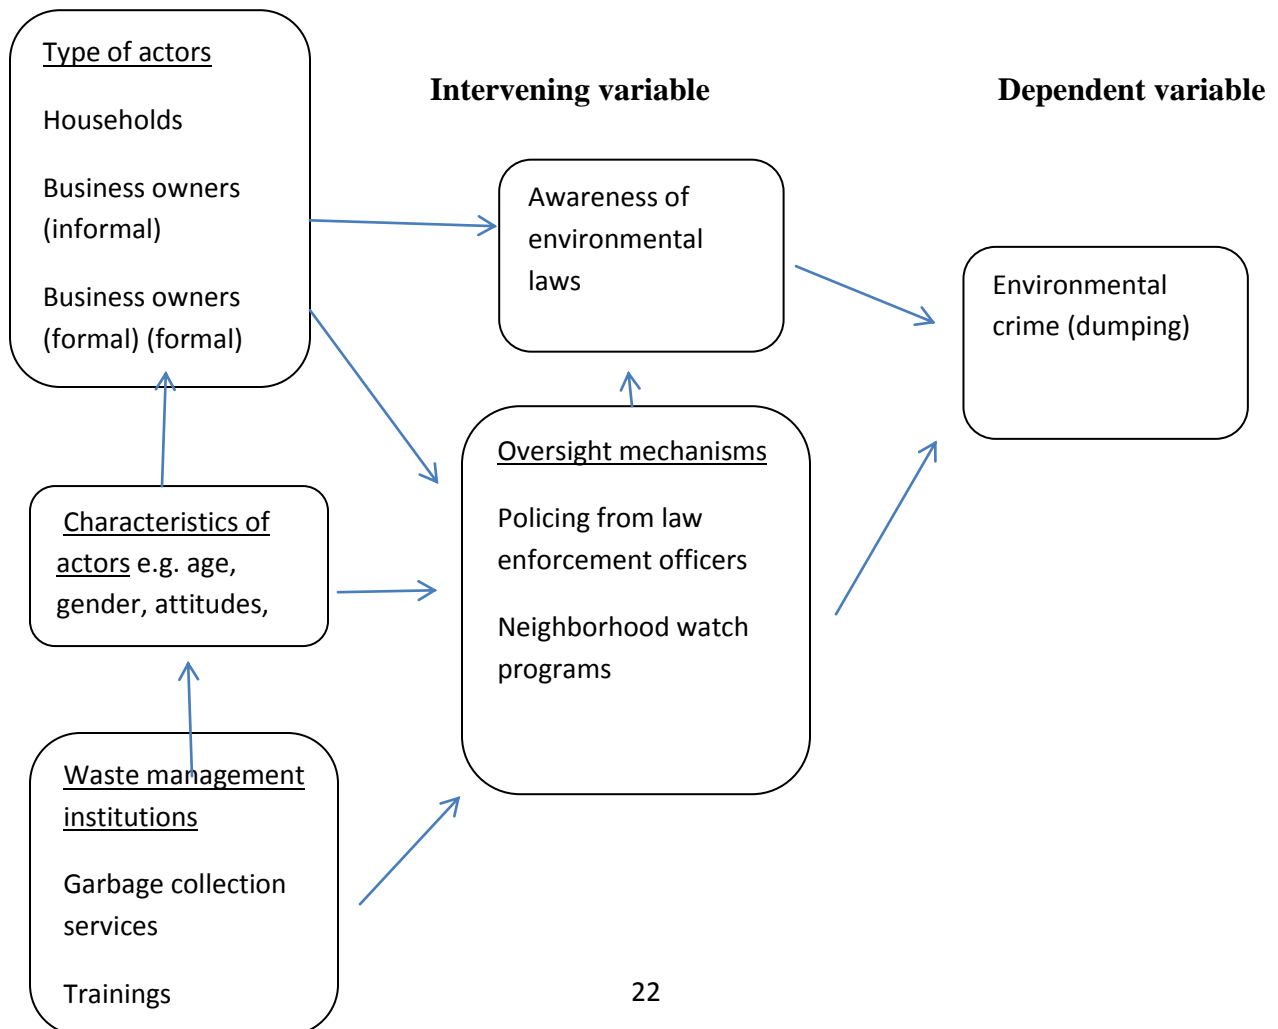 Type of actors
Households
Business owners
(informal)
Business owners
(formal) (formal)
Intervening variable
Dependent variable
Awareness of
environmental
laws
Environmental
crime (dumping)
Characteristics of
actors e.g. age,
gender, attitudes,
Oversight mechanisms
Policing from law
enforcement officers
Neighborhood watch
programs
Waste management
institutions
Garbage collection
services
Trainings
22